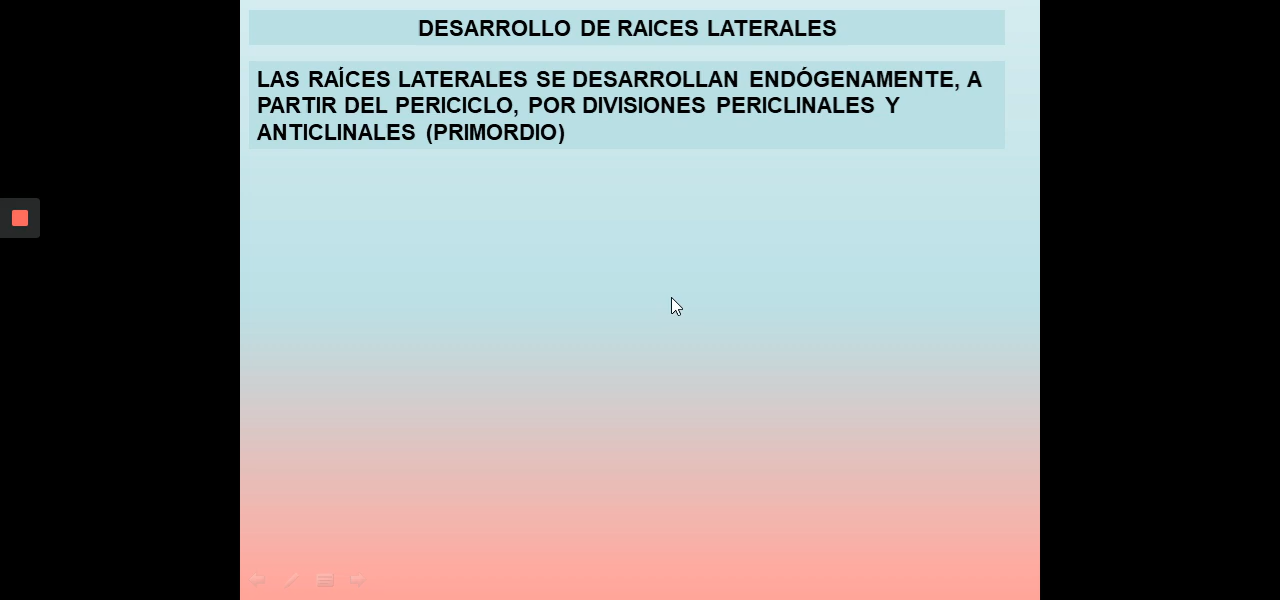 DESARROLLO DE RAICES LATERALES
LAS RAÍCES LATERALES SE DESARROLLAN ENDÓGENAMENTE, A
PARTIR DEL PERICICLO, POR DIVISIONES PERICLINALES Y
ANTICLINALES (PRIMORDIO)